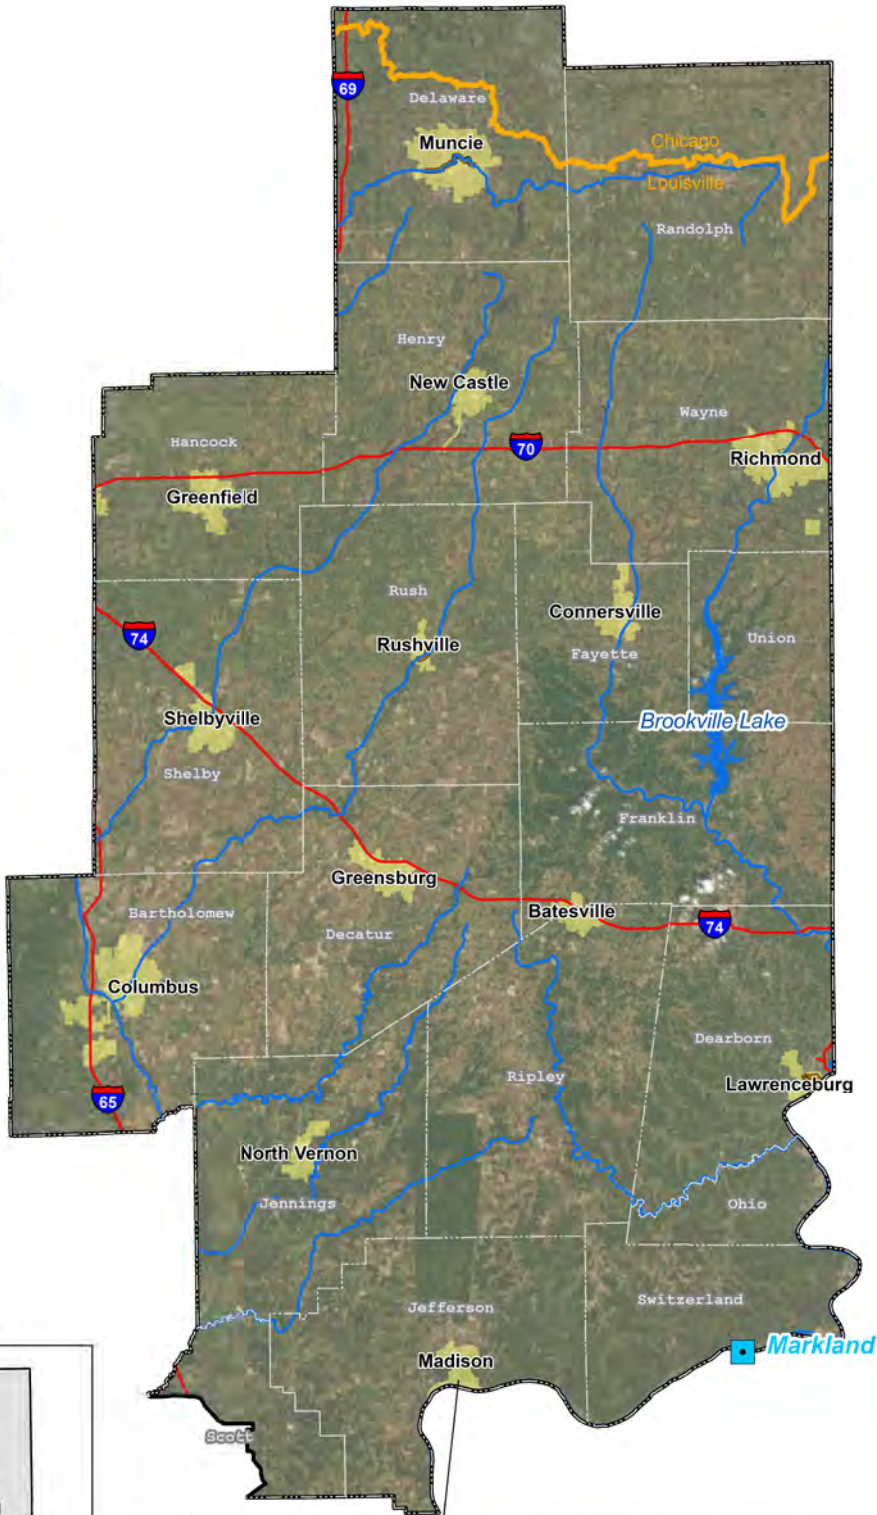 69
Delaware
Muncie
Chicago
Louisville
Randolph
Henry
New Castle
Wayne
Hancock
70
Richmond
Greenfield
Rush
Connersville
74
Rushville
Union
Fayette
Shelbyville
Brookville Lake
Shelby
Franklin
Greensburg
Batesville
Bartholomew
74
Decatur
Columbus
Dearborn
Ripley
Lawrenceburg
65
North Vernon
Jennings
Ohio
Switzerland
Jefferson
Markland
Madison
Scott